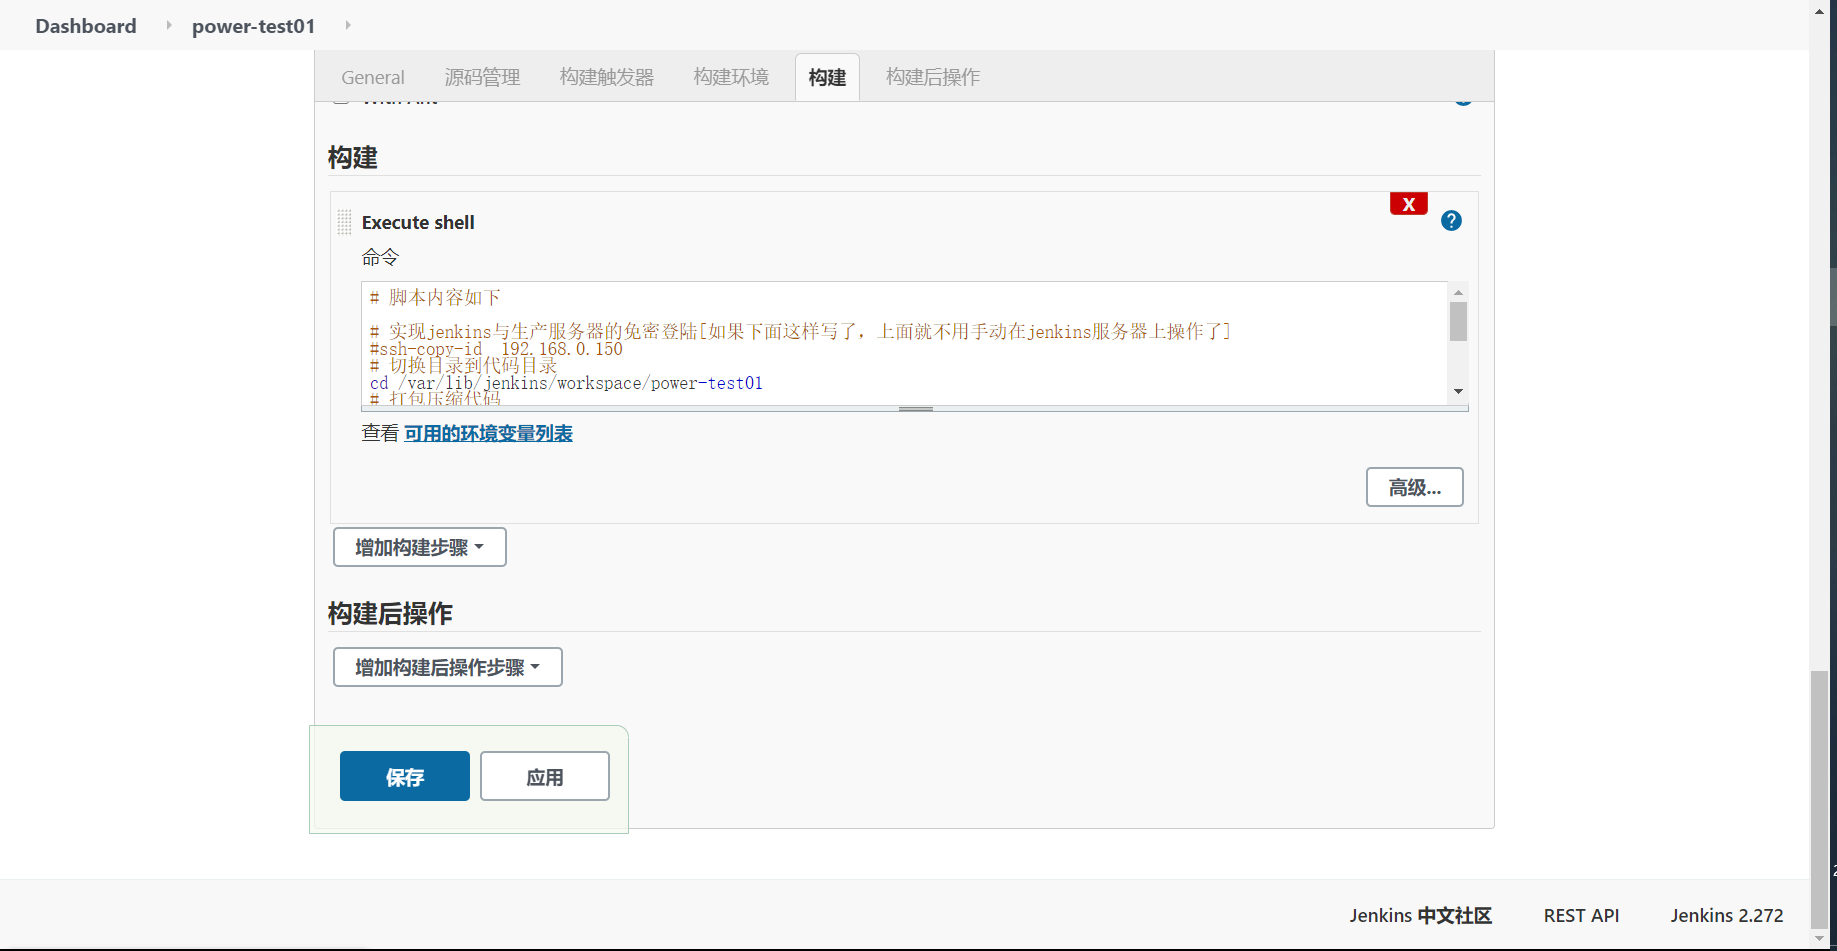 Dashboard power-test01
General 源码管理 构建触发器 构建环境 构建 构建后操作
With Ant
构建
X
Execute shell
命令
# 脚本内容如下
# 实现jenkins与生产服务器的免密登陆[如果下面这样写了，上面就不用手动在jenkins服务器上操作了]
#ssh-copy-id 192.168.0.150
# 切换目录到代码目录
cd /var/lib/jenkins/workspace/power-test01
# 打包压缩代码
查看 可用的环境变量列表
高级...
增加构建步骤
构建后操作
增加构建后操作步骤
保存 应用
Jenkins 中文社区 REST API Jenkins 2.272